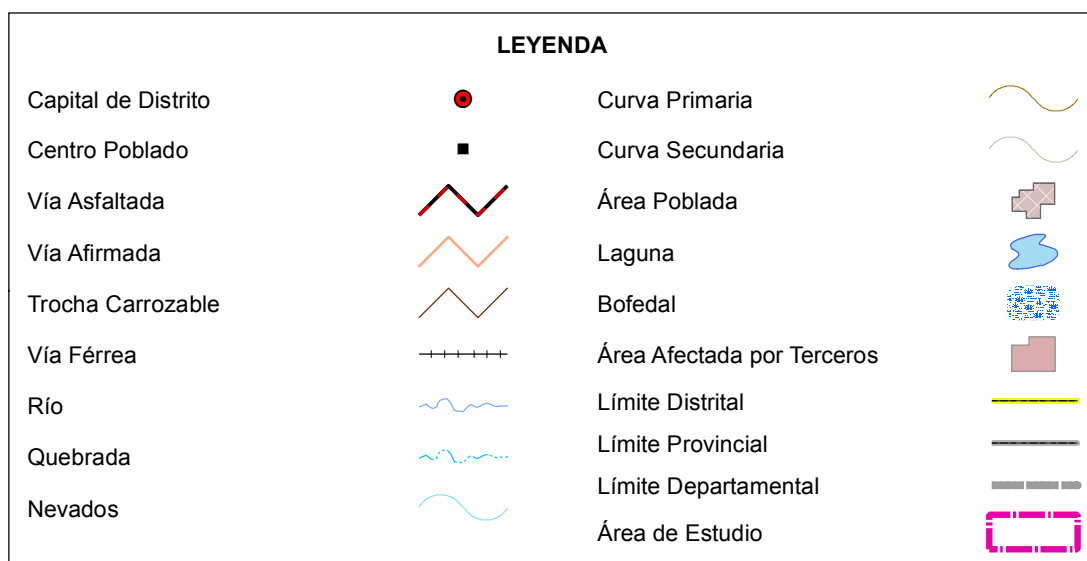 LEYENDA
Capital de Distrito
Centro Poblado
Vía Asfaltada
Vía Afirmada
Trocha Carrozable
Vía Férrea
Río
Quebrada
Nevados
Curva Primaria
Curva Secundaria
Área Poblada
Laguna
Bofedal
Área Afectada por Terceros
Límite Distrital
Límite Provincial
Límite Departamental
Área de Estudio